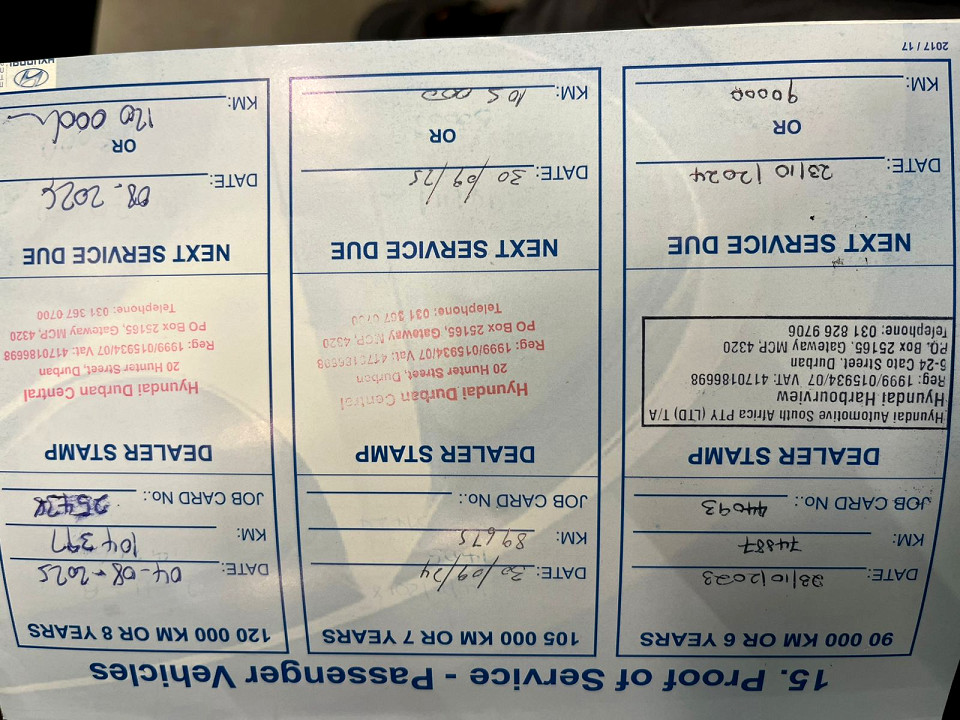 15. Proof of Service - Passenger Vehicles
90 000 KM OR 6 YEARS
DATE: 23/10/2023
KM: 74887
JOB CARD No.: 44093
DEALER STAMP
Hyundai Automotive South Africa PTY (LTD) T/A
Hyundai Harbourview
Reg: 1999/015934/07 VAT: 4170186698
5-24 Cato Street, Durban
P.O. Box 25165, Gateway MCP 4320
Telephone: 031 826 9706
NEXT SERVICE DUE
DATE: 23/10/2024
OR
KM: 90000
105 000 KM OR 7 YEARS
DATE: 30/09/24
KM: 89675
JOB CARD No.:
DEALER STAMP
Hyundai Durban Central
20 Hunter Street, Durban
Reg: 1999/015934/07 Vat: 4170186698
PO Box 25165, Gateway MCP, 4320
Telephone: 031 367 0700
NEXT SERVICE DUE
DATE: 30/09/25
OR
KM: 105 000
120 000 KM OR 8 YEARS
DATE: 04-08-2025
KM: 104 397
JOB CARD No.:
DEALER STAMP
Hyundai Durban Central
20 Hunter Street, Durban
Reg: 1999/015934/07 Vat: 4170186698
PO Box 25165, Gateway MCP, 4320
Telephone: 031 367 0700
NEXT SERVICE DUE
DATE: 08-2026
OR
KM: 120 000
2017 / 17
HYUNDAI